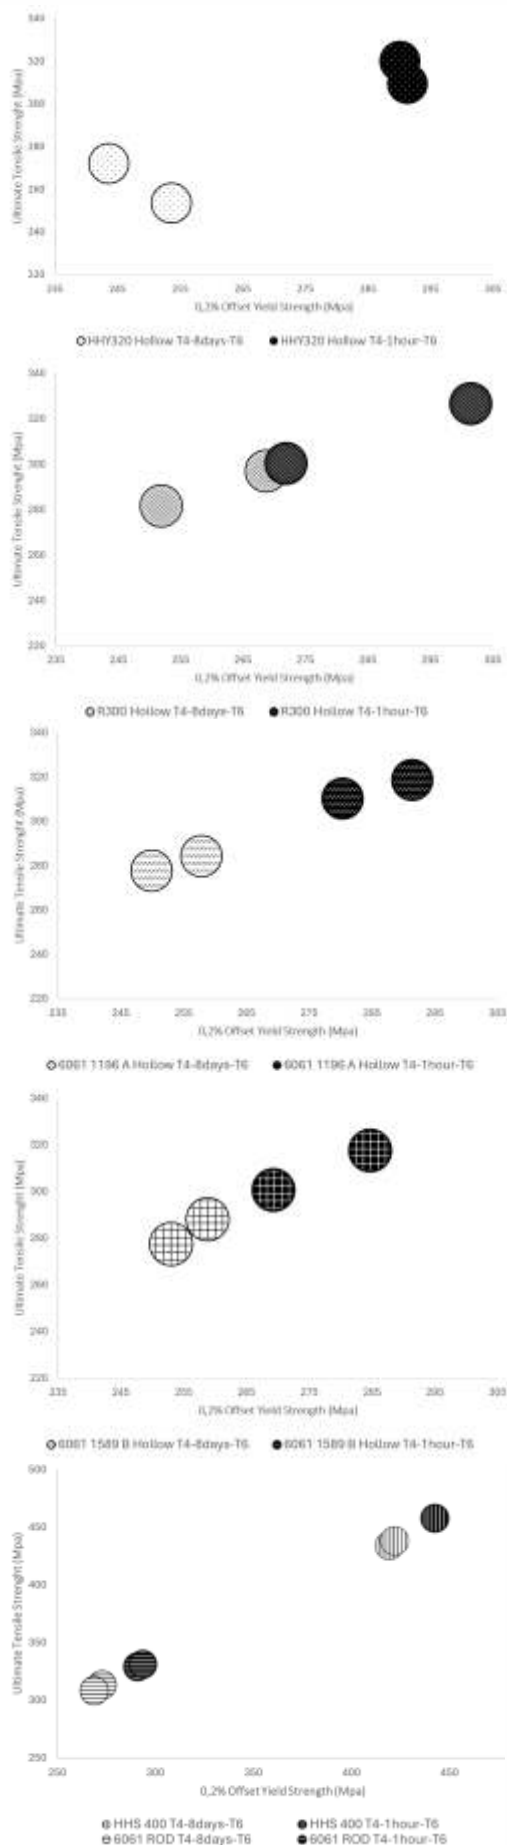 340
320
300
280
260
240
220
Ultimate Tensile Strenght (Mpa)
235 245 255 265 275 285 295 305
0,2% Offset Yield Strength (Mpa)
HHY320 Hollow T4-8days-T6 HHY320 Hollow T4-1hour-T6
340
320
300
280
260
240
220
Ultimate Tensile Strenght (Mpa)
235 245 255 265 275 285 295 305
0,2% Offset Yield Strength (Mpa)
R300 Hollow T4-8days-T6 R300 Hollow T4-1hour-T6
340
320
300
280
260
240
220
Ultimate Tensile Strenght (Mpa)
235 245 255 265 275 285 295 305
0,2% Offset Yield Strength (Mpa)
6061 1196 A Hollow T4-8days-T6 6061 1196 A Hollow T4-1hour-T6
340
320
300
280
260
240
220
Ultimate Tensile Strenght (Mpa)
235 245 255 265 275 285 295 305
0,2% Offset Yield Strength (Mpa)
6061 1589 B Hollow T4-8days-T6 6061 1589 B Hollow T4-1hour-T6
500
450
400
350
300
250
Ultimate Tensile Strenght (Mpa)
250 300 350 400 450
0,2% Offset Yield Strength (Mpa)
HHS 400 T4-8days-T6 HHS 400 T4-1hour-T6
6061 ROD T4-8days-T6 6061 ROD T4-1hour-T6